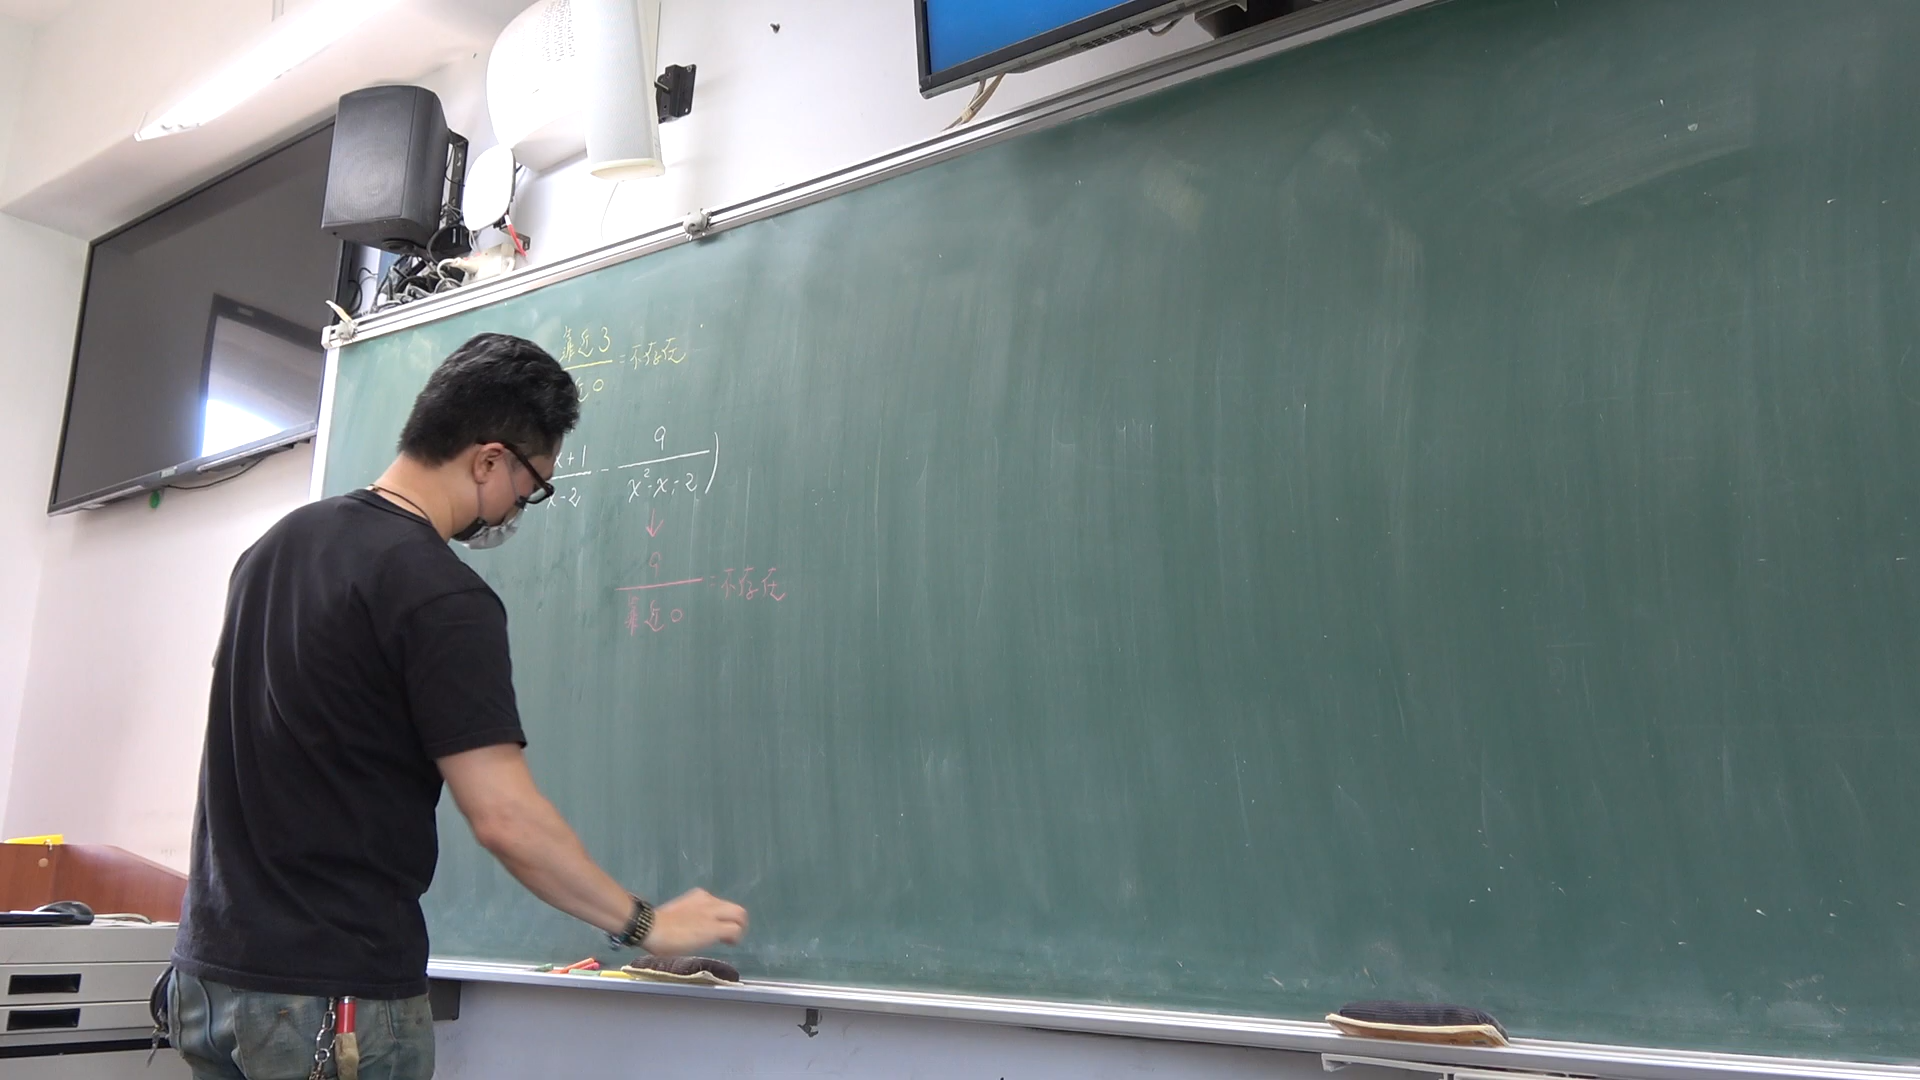 靠近3
近0 =不存在
x+1 9
x-2 - x²-x-2 )
↓
9
靠近0 =不存在